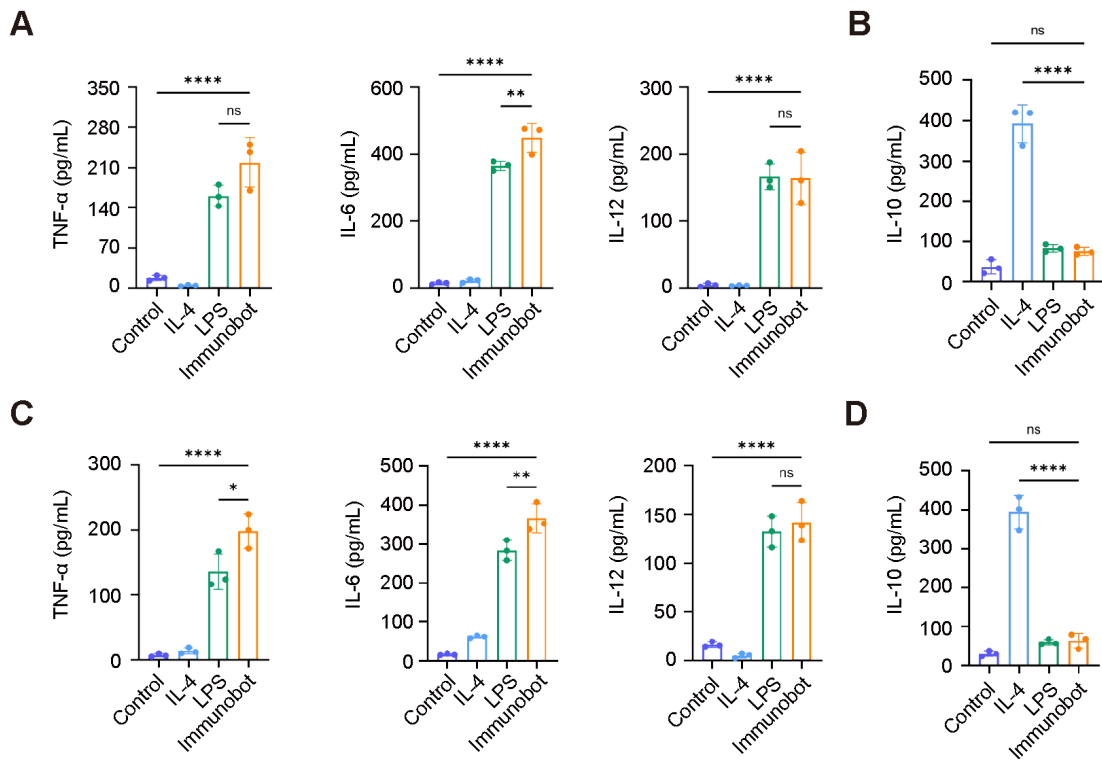 A
B
****
ns
TNF-α (pg/mL)
350
280
210
140
70
0
Control
IL-4
LPS
Immunobot
****
**
IL-6 (pg/mL)
600
400
200
0
Control
IL-4
LPS
Immunobot
****
ns
IL-12 (pg/mL)
300
200
100
0
Control
IL-4
LPS
Immunobot
ns
****
IL-10 (pg/mL)
500
400
300
200
100
0
Control
IL-4
LPS
Immunobot
C
D
****
*
TNF-α (pg/mL)
300
200
100
0
Control
IL-4
LPS
Immunobot
****
**
IL-6 (pg/mL)
500
400
300
200
100
0
Control
IL-4
LPS
Immunobot
****
ns
IL-12 (pg/mL)
200
150
100
50
0
Control
IL-4
LPS
Immunobot
ns
****
IL-10 (pg/mL)
500
400
300
200
100
0
Control
IL-4
LPS
Immunobot